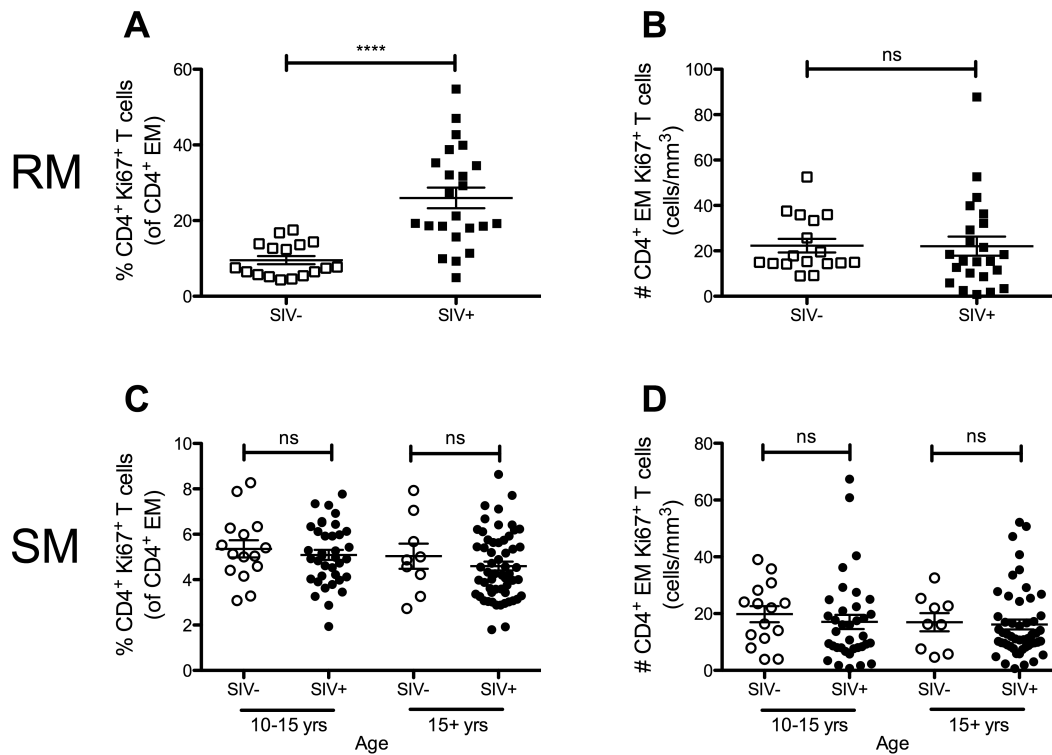 A
B
RM
% CD4⁺ Ki67⁺ T cells
(of CD4⁺ EM)
60
40
20
0
****
SIV-
SIV+
# CD4⁺ EM Ki67⁺ T cells
(cells/mm³)
100
80
60
40
20
0
ns
SIV-
SIV+
C
D
SM
% CD4⁺ Ki67⁺ T cells
(of CD4⁺ EM)
10
8
6
4
2
0
ns
ns
SIV-
SIV+
SIV-
SIV+
10-15 yrs
15+ yrs
Age
# CD4⁺ EM Ki67⁺ T cells
(cells/mm³)
80
60
40
20
0
ns
ns
SIV-
SIV+
SIV-
SIV+
10-15 yrs
15+ yrs
Age